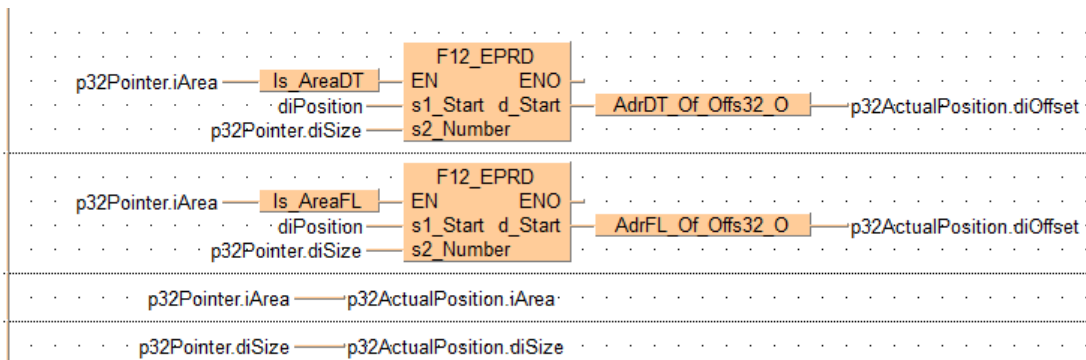 F12_EPRD
p32Pointer.iArea Is_AreaDT EN ENO
diPosition s1_Start d_Start AdrDT_Of_Offs32_O p32ActualPosition.diOffset
p32Pointer.diSize s2_Number
F12_EPRD
p32Pointer.iArea Is_AreaFL EN ENO
diPosition s1_Start d_Start AdrFL_Of_Offs32_O p32ActualPosition.diOffset
p32Pointer.diSize s2_Number
p32Pointer.iArea p32ActualPosition.iArea
p32Pointer.diSize p32ActualPosition.diSize